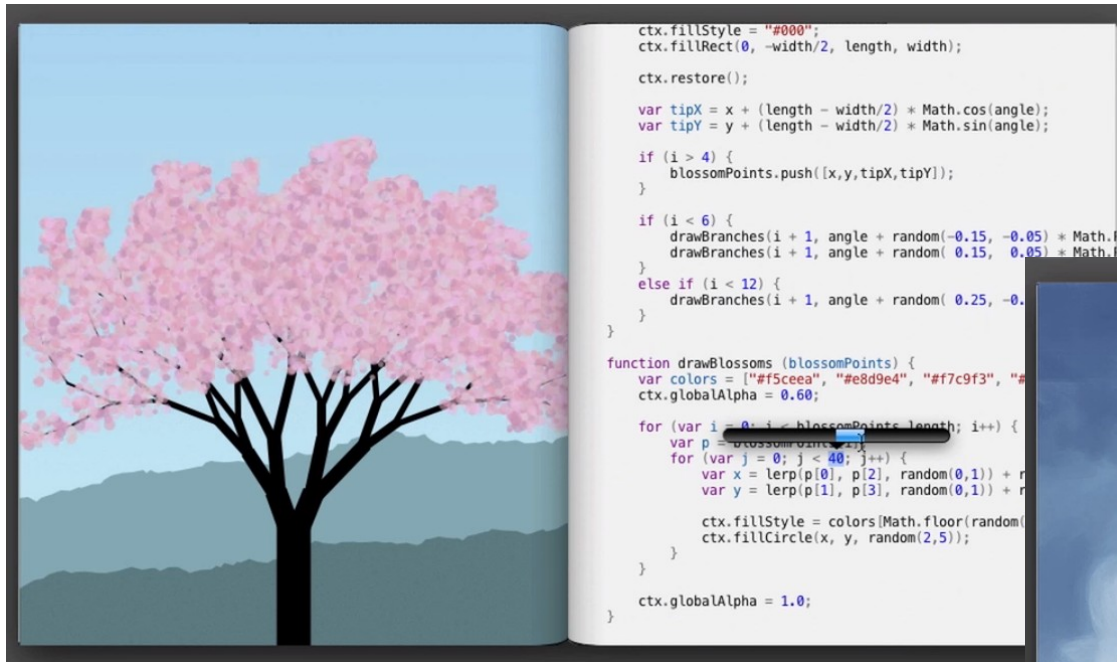 ctx.fillStyle = "#000";
ctx.fillRect(0, -width/2, length, width);
ctx.restore();
var tipX = x + (length - width/2) * Math.cos(angle);
var tipY = y + (length - width/2) * Math.sin(angle);
if (i > 4) {
blossomPoints.push([x,y,tipX,tipY]);
}
if (i < 6) {
drawBranches(i + 1, angle + random(-0.15, -0.05) * Math.
drawBranches(i + 1, angle + random( 0.15,  0.05) * Math.
}
else if (i < 12) {
drawBranches(i + 1, angle + random( 0.25, -0.
}
}
function drawBlossoms (blossomPoints) {
var colors = ["#f5ceea", "#e8d9e4", "#f7c9f3", "#
ctx.globalAlpha = 0.60;
for (var i = 0; i < blossomPoints.length; i++) {
var p =
for (var j = 0; j < 40; j++) {
var x = lerp(p[0], p[2], random(0,1)) + r
var y = lerp(p[1], p[3], random(0,1)) + r
ctx.fillStyle = colors[Math.floor(random(
ctx.fillCircle(x, y, random(2,5));
}
}
ctx.globalAlpha = 1.0;
}